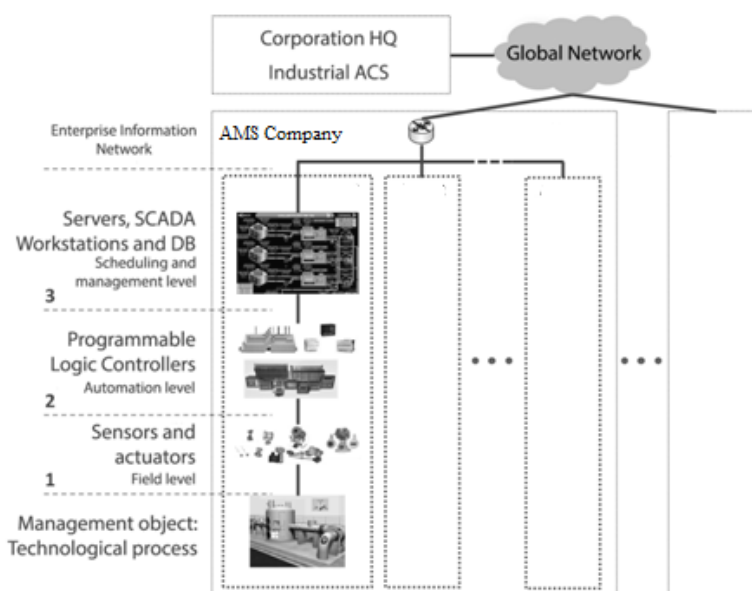 Corporation HQ
Industrial ACS
Global Network
Enterprise Information
Network
AMS Company
Servers, SCADA
Workstations and DB
Scheduling and
management level
3
Programmable
Logic Controllers
Automation level
2
Sensors and
actuators
1
Field level
Management object:
Technological process